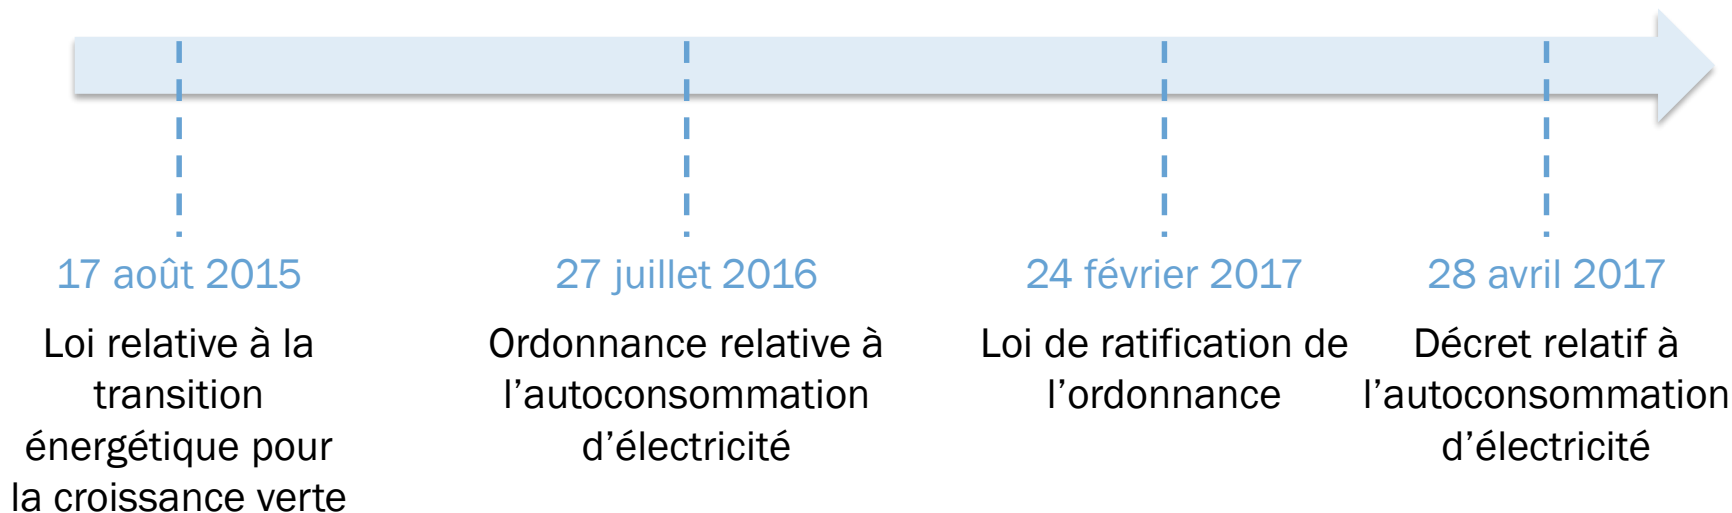 17 août 2015
Loi relative à la
transition
énergétique pour
la croissance verte
27 juillet 2016
Ordonnance relative à
l’autoconsommation
d’électricité
24 février 2017
Loi de ratification de
l’ordonnance
28 avril 2017
Décret relatif à
l’autoconsommation
d’électricité